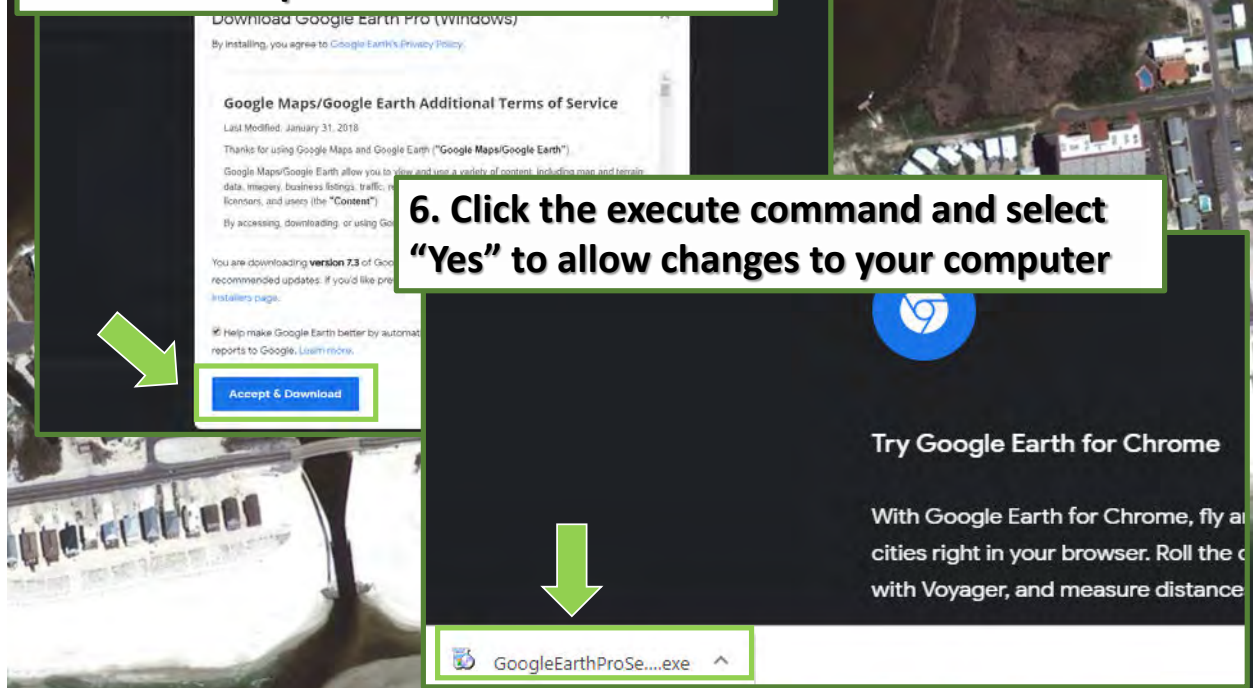 Download Google Earth Pro (Windows)
By installing, you agree to Google Earth's Privacy Policy.
Google Maps/Google Earth Additional Terms of Service
Last Modified: January 31, 2018
Thanks for using Google Maps and Google Earth ("Google Maps/Google Earth")
Google Maps/Google Earth allow you to view and use a variety of content, including map and terrain
data, imagery, business listings, traffic, re
licensors, and users (the "Content")
By accessing, downloading, or using Goo
You are downloading version 7.3 of Goo
recommended updates. If you'd like pre
installers page.
Help make Google Earth better by automat
reports to Google. Learn more.
Accept & Download
6. Click the execute command and select
“Yes” to allow changes to your computer
Try Google Earth for Chrome
With Google Earth for Chrome, fly a
cities right in your browser. Roll the
with Voyager, and measure distance
GoogleEarthProSe....exe